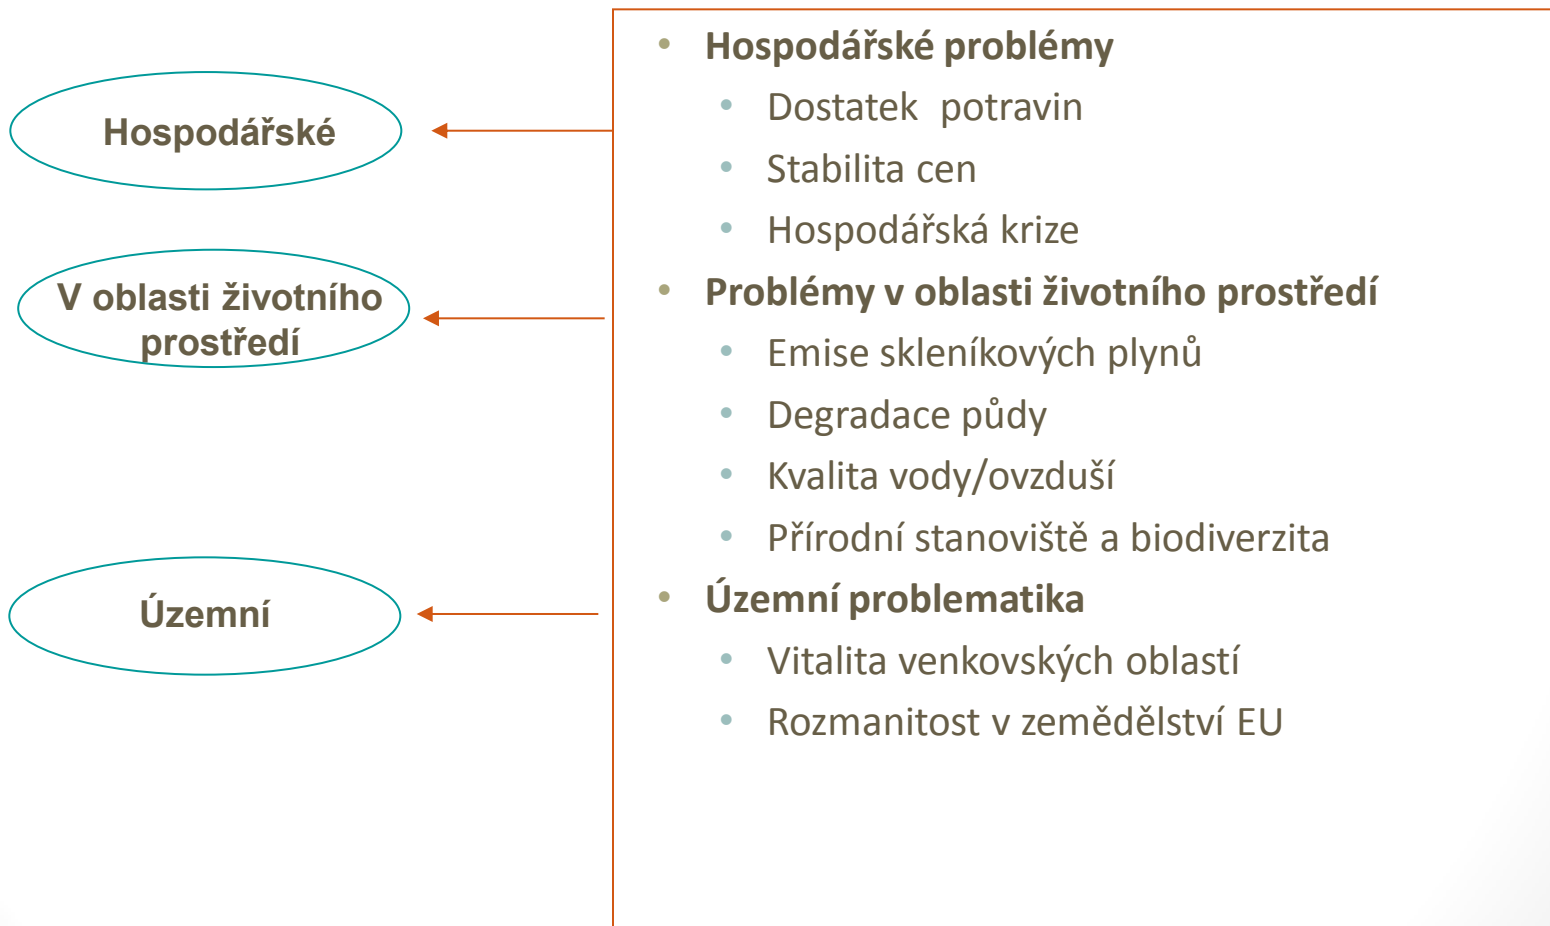 Hospodářské
V oblasti životního
prostředí
Územní
• Hospodářské problémy
• Dostatek potravin
• Stabilita cen
• Hospodářská krize
• Problémy v oblasti životního prostředí
• Emise skleníkových plynů
• Degradace půdy
• Kvalita vody/ovzduší
• Přírodní stanoviště a biodiverzita
• Územní problematika
• Vitalita venkovských oblastí
• Rozmanitost v zemědělství EU